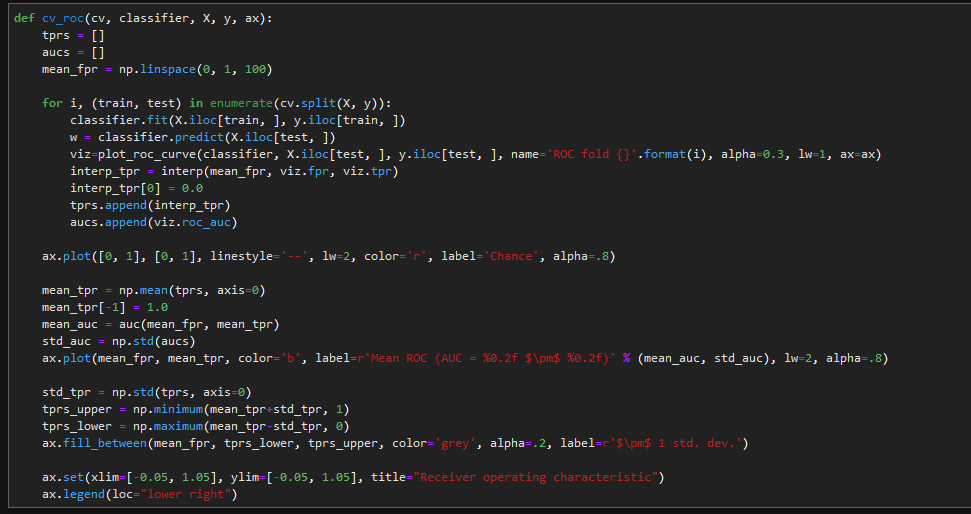 def cv_roc(cv, classifier, X, y, ax):
    tprs = []
    aucs = []
    mean_fpr = np.linspace(0, 1, 100)

    for i, (train, test) in enumerate(cv.split(X, y)):
        classifier.fit(X.iloc[train, ], y.iloc[train, ])
        w = classifier.predict(X.iloc[test, ])
        viz=plot_roc_curve(classifier, X.iloc[test, ], y.iloc[test, ], name='ROC fold {}'.format(i), alpha=0.3, lw=1, ax=ax)
        interp_tpr = interp(mean_fpr, viz.fpr, viz.tpr)
        interp_tpr[0] = 0.0
        tprs.append(interp_tpr)
        aucs.append(viz.roc_auc)

    ax.plot([0, 1], [0, 1], linestyle='--', lw=2, color='r', label='Chance', alpha=.8)

    mean_tpr = np.mean(tprs, axis=0)
    mean_tpr[-1] = 1.0
    mean_auc = auc(mean_fpr, mean_tpr)
    std_auc = np.std(aucs)
    ax.plot(mean_fpr, mean_tpr, color='b', label=r'Mean ROC (AUC = %0.2f $\pm$ %0.2f)' % (mean_auc, std_auc), lw=2, alpha=.8)

    std_tpr = np.std(tprs, axis=0)
    tprs_upper = np.minimum(mean_tpr+std_tpr, 1)
    tprs_lower = np.maximum(mean_tpr-std_tpr, 0)
    ax.fill_between(mean_fpr, tprs_lower, tprs_upper, color='grey', alpha=.2, label=r'$\pm$ 1 std. dev.')

    ax.set(xlim=[-0.05, 1.05], ylim=[-0.05, 1.05], title="Receiver operating characteristic")
    ax.legend(loc="lower right")